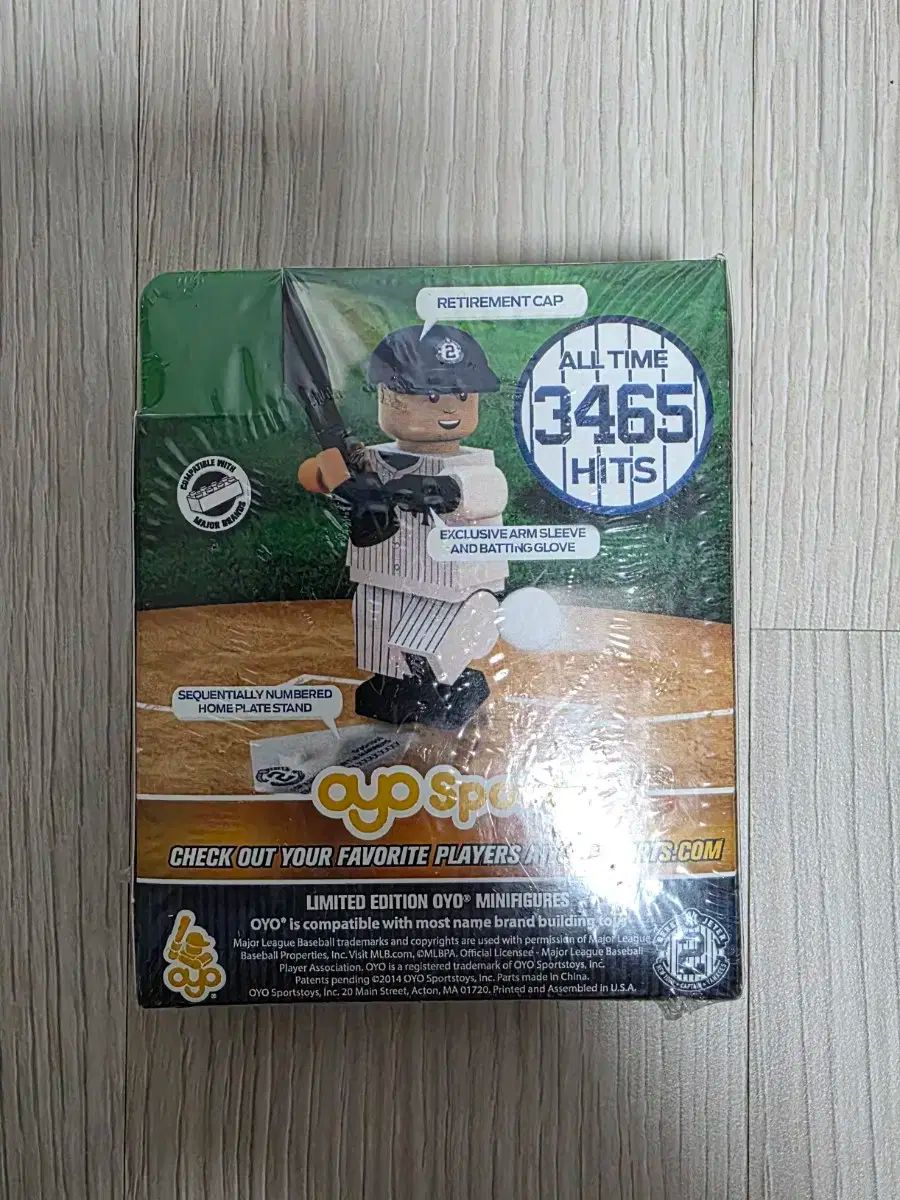 RETIREMENT CAP
2
ALL TIME
3465
HITS
COMPATIBLE WITH
MAJOR BRANDS
EXCLUSIVE ARM SLEEVE
AND BATTING GLOVE
SEQUENTIALLY NUMBERED
HOME PLATE STAND
oyo
CHECK OUT YOUR FAVORITE PLAYERS
LIMITED EDITION OYO® MINIFIGURES
OYO® is compatible with most name brand building
Major League Baseball trademarks and copyrights are used with permission of Major League
Baseball Properties, Inc. Visit MLB.com, ©MLBPA. Official Licensee - Major League Baseball
Player Association. OYO is a registered trademark of OYO Sportstoys, Inc.
Patents pending ©2014 OYO Sportstoys, Inc. Parts made in China.
OYO Sportstoys, Inc. 20 Main Street, Acton, MA 01720. Printed and Assembled in U.S.A.
oyo®
2
CAPTAIN